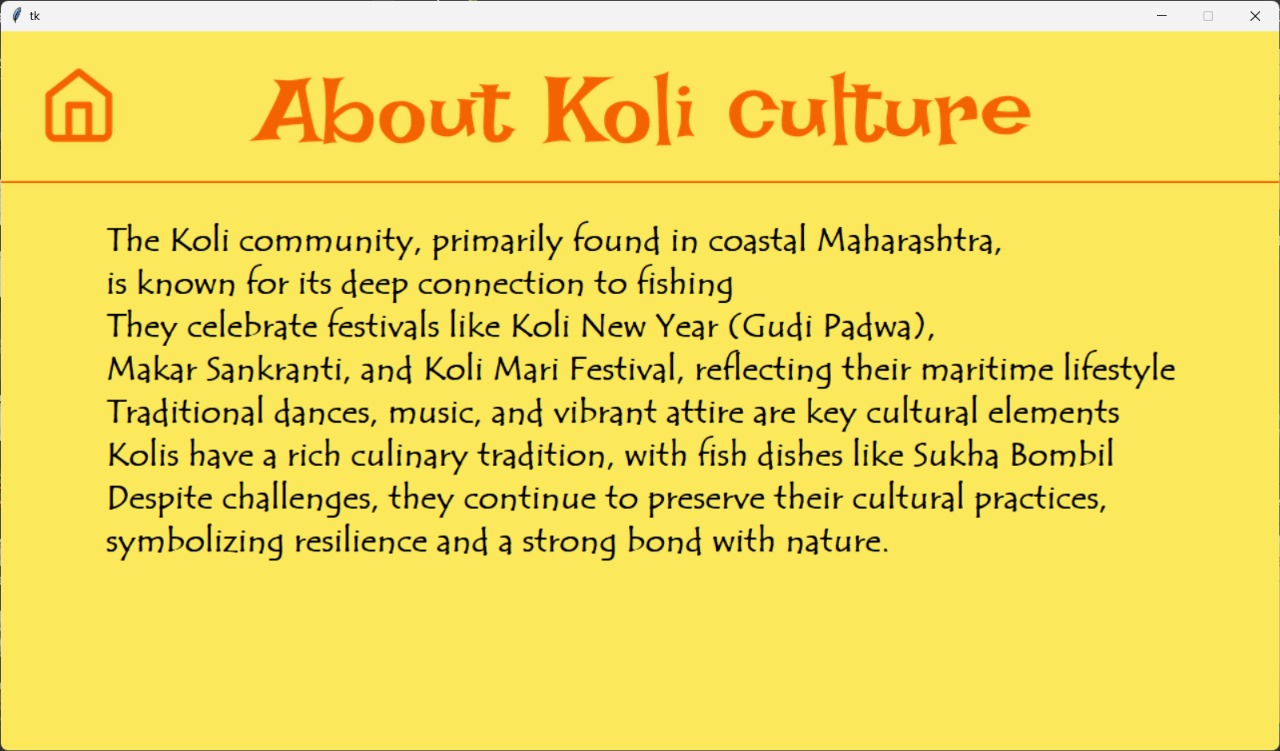 tk
About Koli culture
The Koli community, primarily found in coastal Maharashtra,
is known for its deep connection to fishing
They celebrate festivals like Koli New Year (Gudi Padwa),
Makar Sankranti, and Koli Mari Festival, reflecting their maritime lifestyle
Traditional dances, music, and vibrant attire are key cultural elements
Kolis have a rich culinary tradition, with fish dishes like Sukha Bombil
Despite challenges, they continue to preserve their cultural practices,
symbolizing resilience and a strong bond with nature.